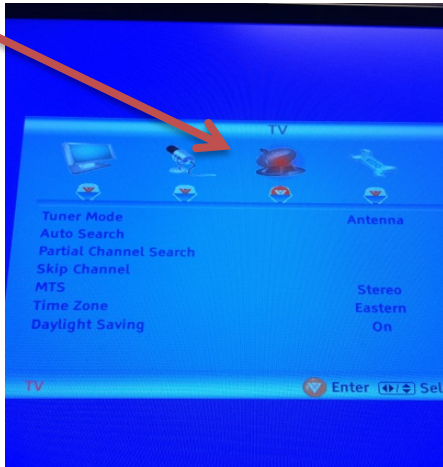 TV
Tuner Mode Antenna
Auto Search
Partial Channel Search
Skip Channel
MTS Stereo
Time Zone Eastern
Daylight Saving On
TV Enter Sel